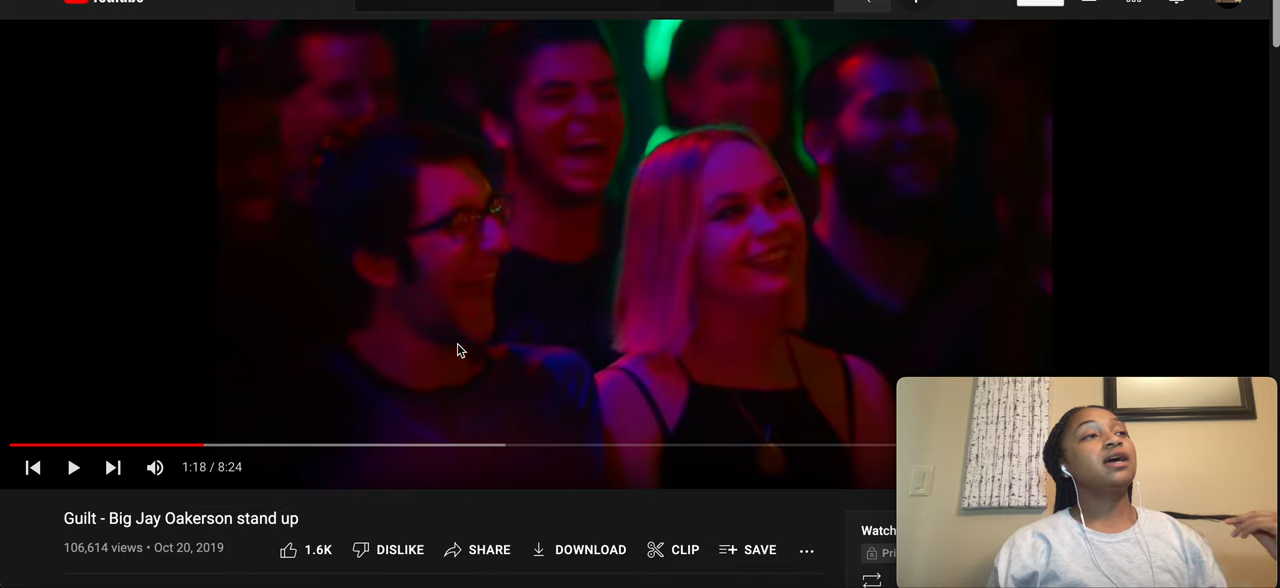 1:18 / 8:24
Guilt - Big Jay Oakerson stand up
106,614 views • Oct 20, 2019
1.6K
DISLIKE
SHARE
DOWNLOAD
CLIP
SAVE
Watch
Pri